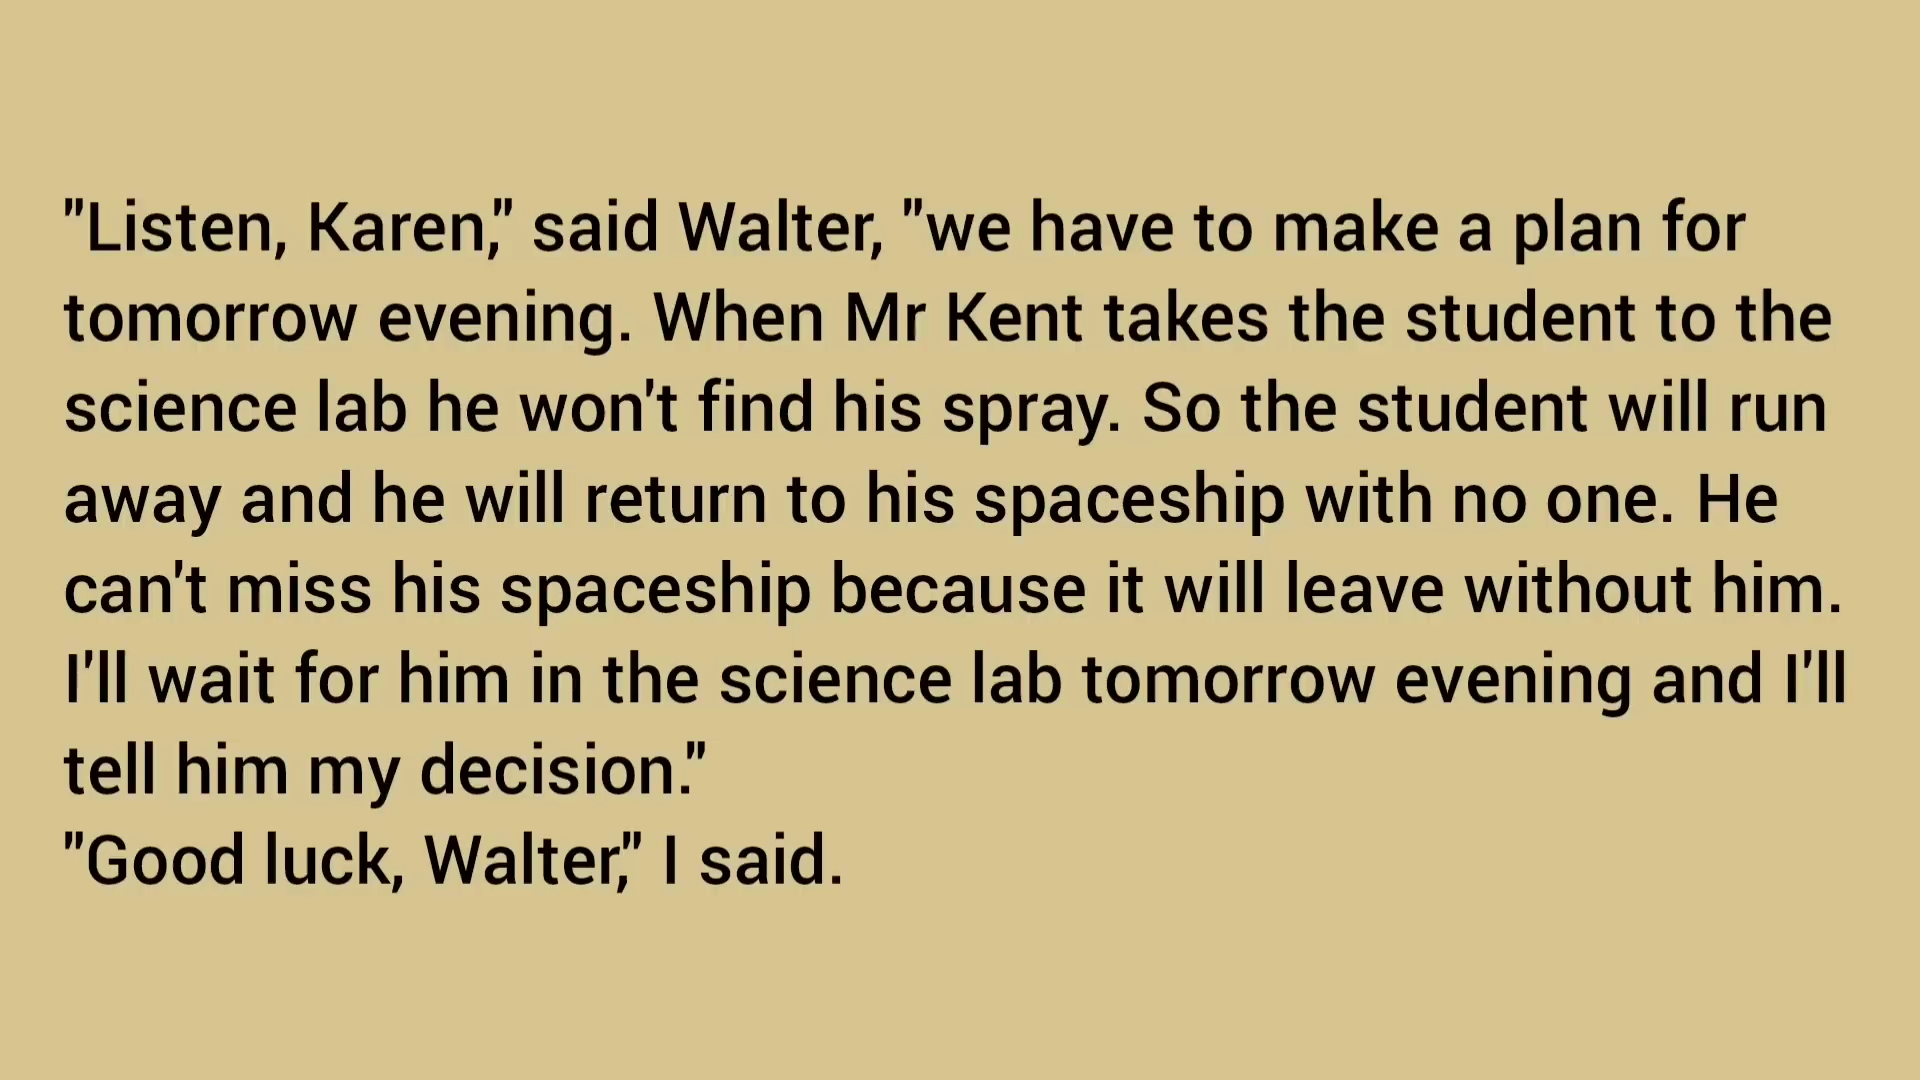 "Listen, Karen," said Walter, "we have to make a plan for
tomorrow evening. When Mr Kent takes the student to the
science lab he won't find his spray. So the student will run
away and he will return to his spaceship with no one. He
can't miss his spaceship because it will leave without him.
I'll wait for him in the science lab tomorrow evening and I'll
tell him my decision."
"Good luck, Walter," I said.